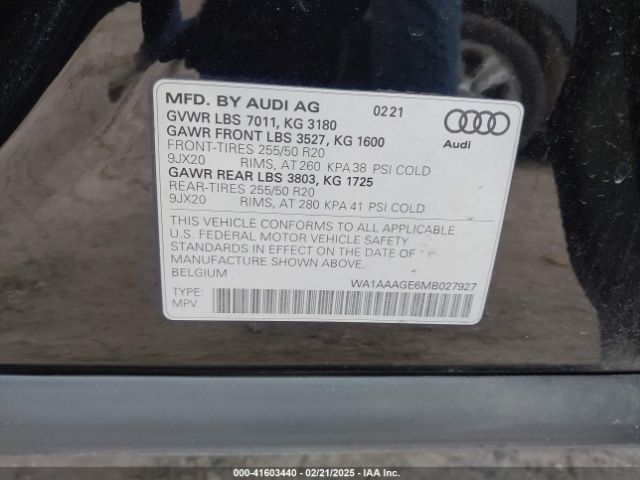 MFD. BY AUDI AG 02 21
GVWR LBS 7011, KG 3180
GAWR FRONT LBS 3527, KG 1600
FRONT-TIRES 255/50 R20
9JX20 RIMS, AT 260 KPA 38 PSI COLD
GAWR REAR LBS 3803, KG 1725
REAR-TIRES 255/50 R20
9JX20 RIMS, AT 280 KPA 41 PSI COLD
Audi
THIS VEHICLE CONFORMS TO ALL APPLICABLE
U.S. FEDERAL MOTOR VEHICLE SAFETY
STANDARDS IN EFFECT ON THE DATE OF
MANUFACTURE SHOWN ABOVE.
BELGIUM WA1AAAGE6MB027927
TYPE:
MPV
000-41603440 - 02/21/2025 - IAAI.COM